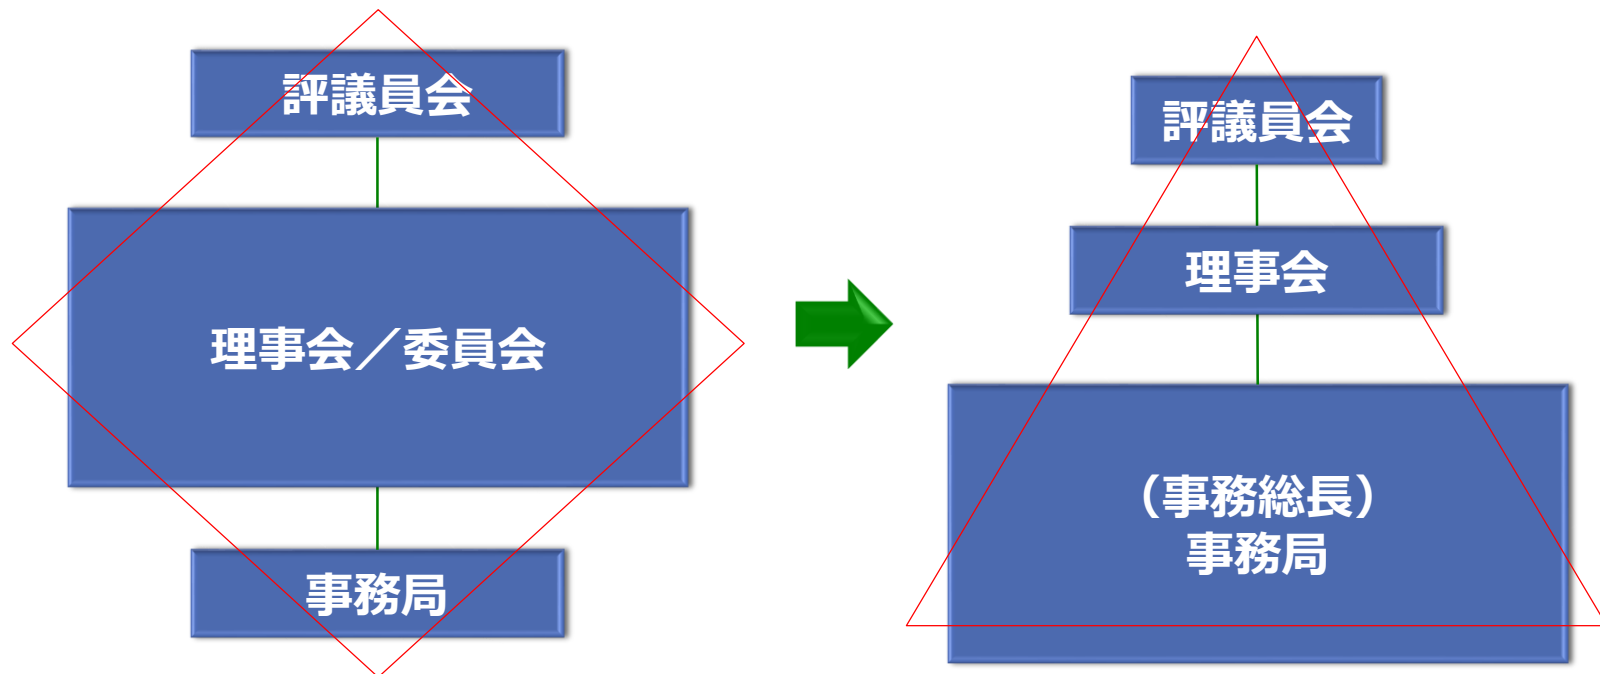 評議員会
理事会／委員会
事務局
評議員会
理事会
（事務総長）
事務局